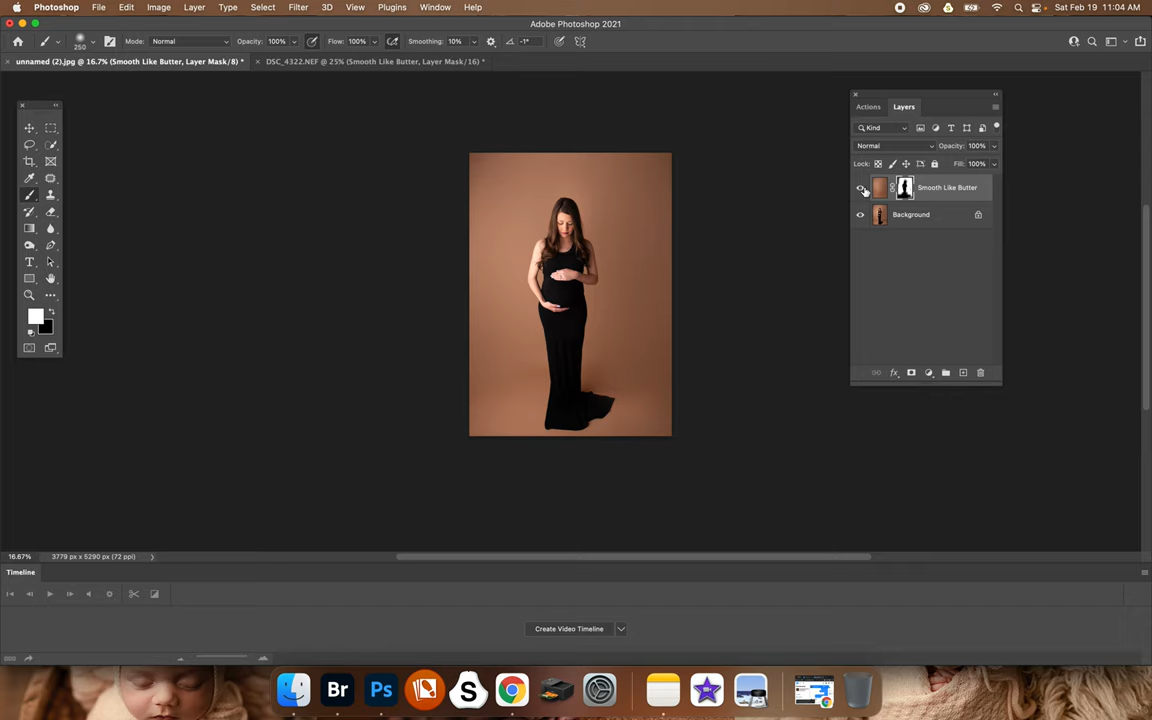 Photoshop File Edit Image Layer Type Select Filter 3D View Plugins Window Help Sat Feb 19 11:04 AM
Adobe Photoshop 2021
250 Mode: Normal Opacity: 100% Flow: 100% Smoothing: 10% -1°
unnamed (2).jpg @ 16.7% (Smooth Like Butter, Layer Mask/8) * DSC_4322.NEF @ 25% (Smooth Like Butter, Layer Mask/16) *
Actions Layers
Kind
Normal Opacity: 100%
Lock: Fill: 100%
Smooth Like Butter
Background
16.67% 3779 px x 5290 px (72 ppi)
Timeline
Create Video Timeline
Br Ps S